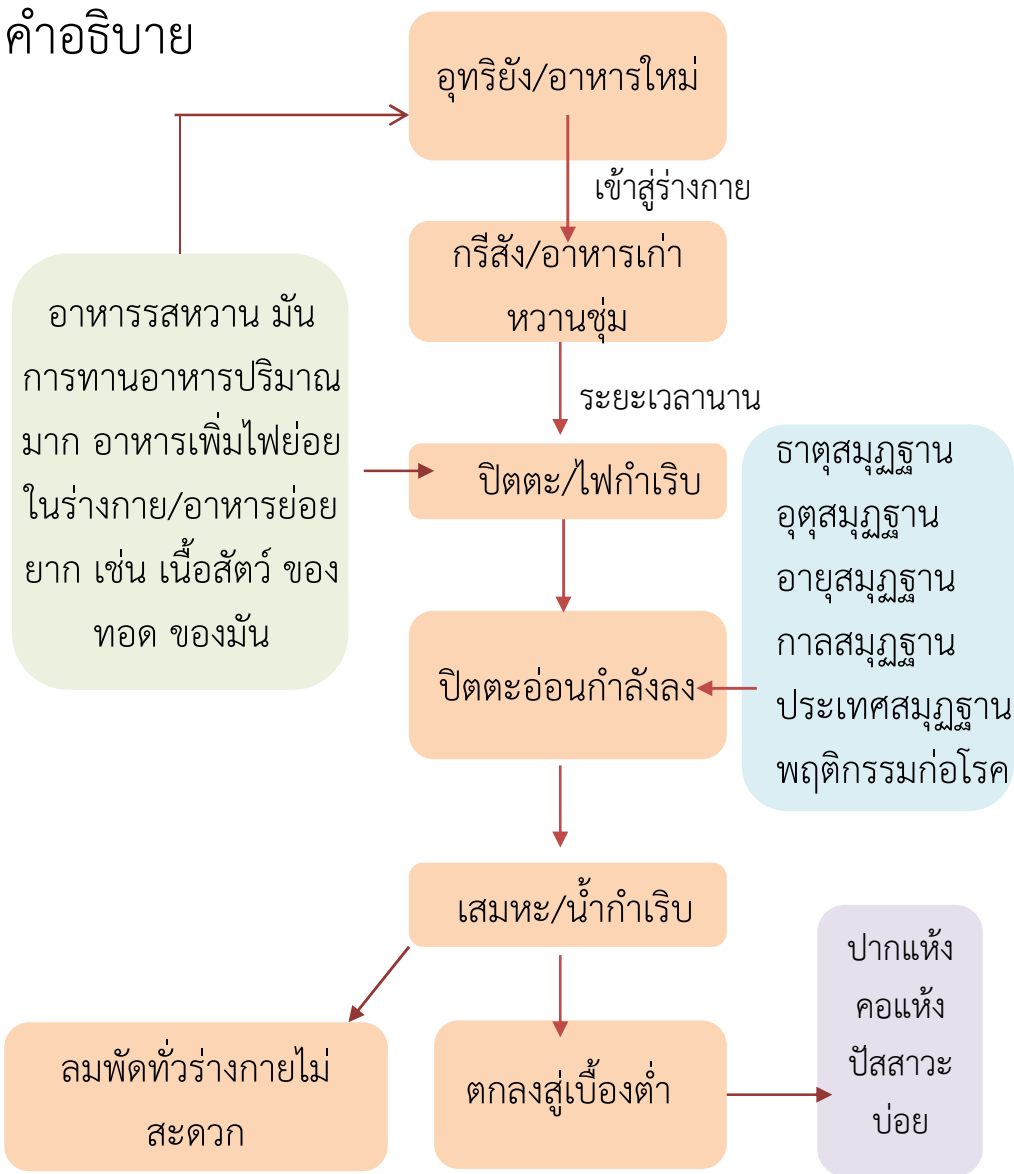 คำอธิบาย
อุทริยัง/อาหารใหม่
เข้าสู่ร่างกาย
กรีสัง/อาหารเก่า
หวานชุ่ม
อาหารรสหวาน มัน
การทานอาหารปริมาณ
มาก อาหารเพิ่มไฟย่อย
ในร่างกาย/อาหารย่อย
ยาก เช่น เนื้อสัตว์ ของ
ทอด ของมัน
ระยะเวลานาน
ปิตตะ/ไฟกำเริบ
ธาตุสมุฏฐาน
อุตุสมุฏฐาน
อายุสมุฏฐาน
กาลสมุฏฐาน
ประเทศสมุฏฐาน
พฤติกรรมก่อโรค
ปิตตะอ่อนกำลังลง
เสมหะ/น้ำกำเริบ
ลมพัดทั่วร่างกายไม่
สะดวก
ตกลงสู่เบื้องต่ำ
ปากแห้ง
คอแห้ง
ปัสสาวะ
บ่อย